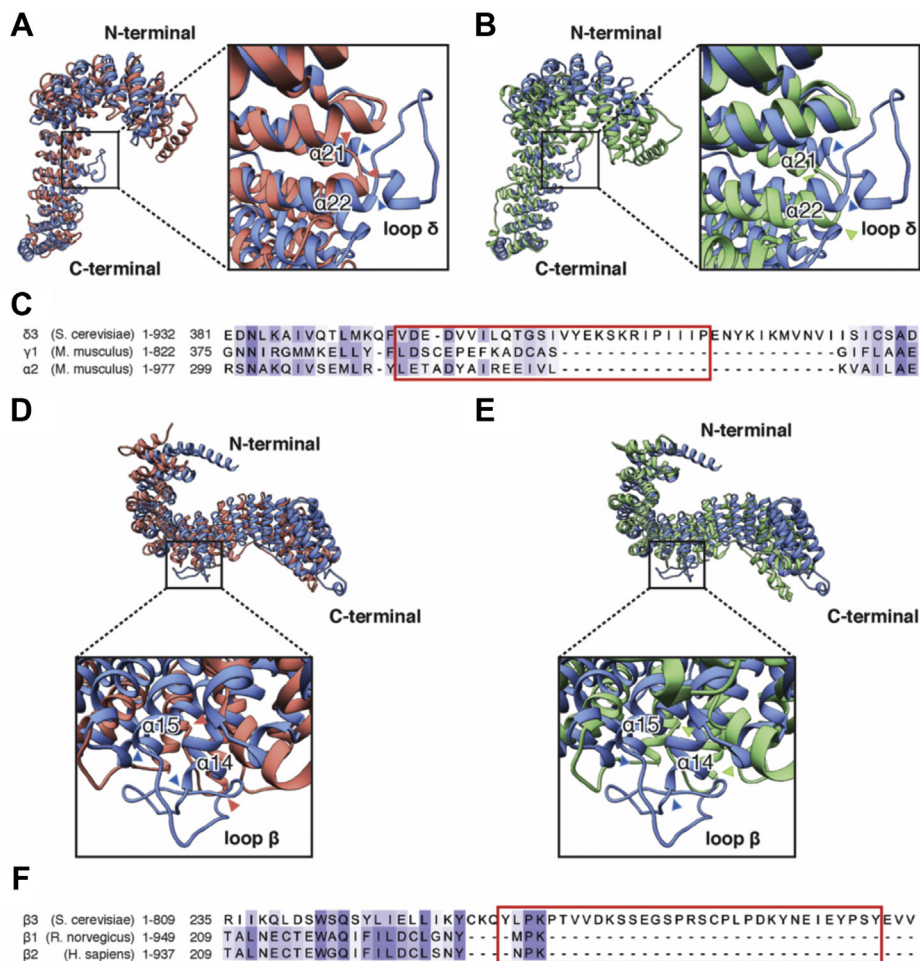 A
N-terminal
α21
α22
loop δ
C-terminal
B
N-terminal
α21
α22
loop δ
C-terminal
C
δ3 (S. cerevisiae) 1-932 381 EDNLKAIVQTLMKQFVDE-DVVILQTGSIVYEKSKRIPIIIPENYKIKMVNVIISICSAD
γ1 (M. musculus) 1-822 375 GNNIRGMMKELLY-FLDSCEPEFKADCAS-----------------------GIFLAAE
α2 (M. musculus) 1-977 299 RSNAKQIVSEMLR-YLETADYAIREEIVL-----------------------KVAILAE
D
N-terminal
C-terminal
α15
α14
loop β
E
N-terminal
C-terminal
α15
α14
loop β
F
β3 (S. cerevisiae) 1-809 235 RIIKQLDSWSQSYLIELLIKYCKQYLPKPTVVDKSSEGSPRSCPLPDKYNEIEYPSYEVV
β1 (R. norvegicus) 1-949 209 TALNECTEWAQIFILDCLGNY----MPK--------------------------------
β2 (H. sapiens) 1-937 209 TALNECTEWGQIFILDCLSNY----NPK--------------------------------